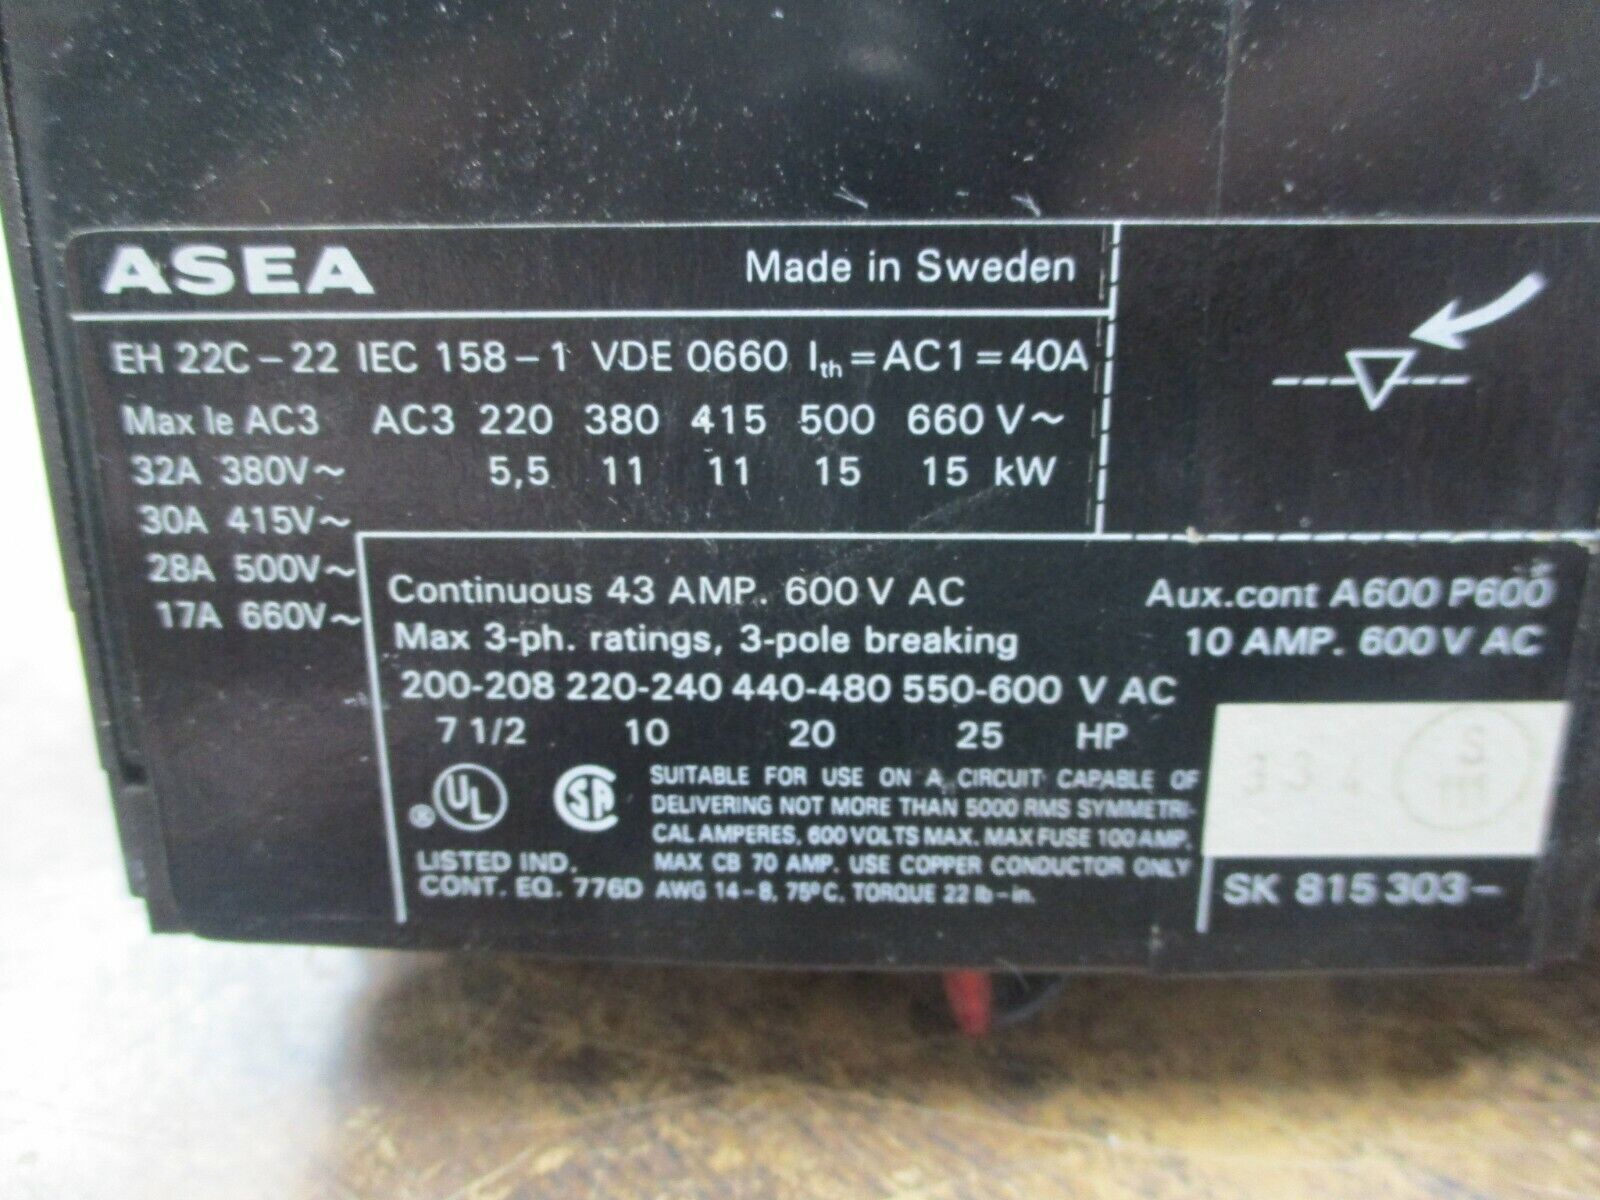 ASEA
Made in Sweden
EH 22C-22 IEC 158-1 VDE 0660 Ith=AC1=40A
Max Ie AC3 AC3 220 380 415 500 660 V~
32A 380V~ 5,5 11 11 15 15 kW
30A 415V~
28A 500V~
17A 660V~
Continuous 43 AMP. 600 V AC
Max 3-ph. ratings, 3-pole breaking
200-208 220-240 440-480 550-600 V AC
7 1/2 10 20 25 HP
Aux.cont A600 P600
10 AMP. 600 V AC
UL ®
LISTED IND.
CONT. EQ. 776D
SA
SUITABLE FOR USE ON A CIRCUIT CAPABLE OF
DELIVERING NOT MORE THAN 5000 RMS SYMMETRI-
CAL AMPERES, 600 VOLTS MAX. MAX FUSE 100 AMP.
MAX CB 70 AMP. USE COPPER CONDUCTOR ONLY
AWG 14-8, 75°C, TORQUE 22 lb-in.
S
SK 815 303-